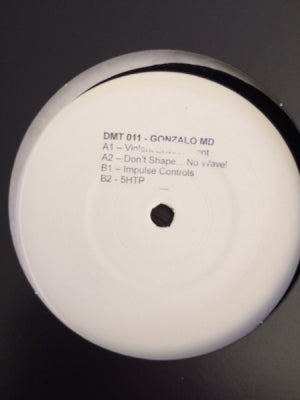 DMT 011 - GONZALO MD
A1 –
A2 – Don't Shape... No Wave!
B1 – Impulse Controls
B2 - 5HTP